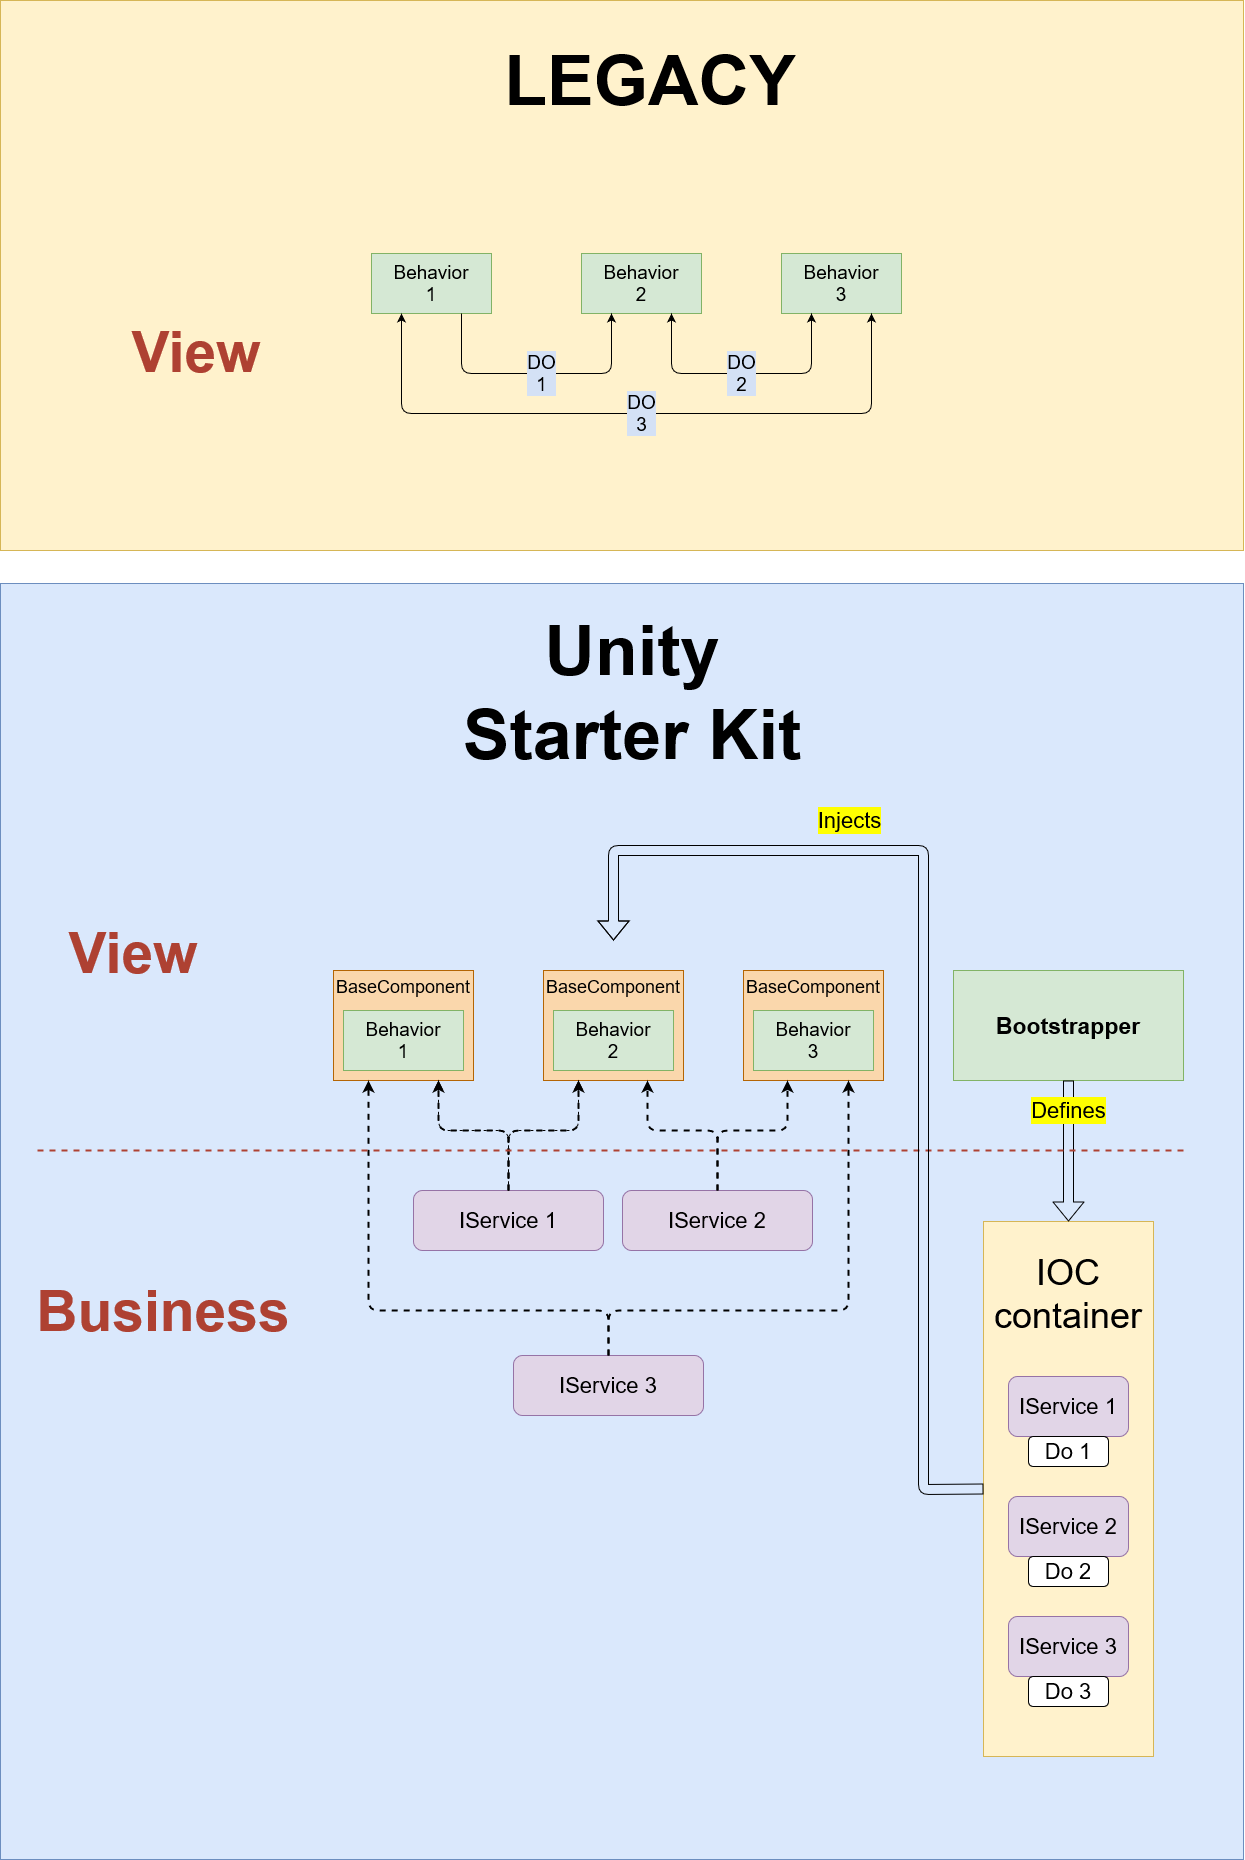 LEGACY
Behavior
1
Behavior
2
Behavior
3
View
DO
1
DO
2
DO
3
Unity
Starter Kit
Injects
View
BaseComponent
Behavior
1
BaseComponent
Behavior
2
BaseComponent
Behavior
3
Bootstrapper
Defines
IService 1
IService 2
Business
IService 3
IOC
container
IService 1
Do 1
IService 2
Do 2
IService 3
Do 3